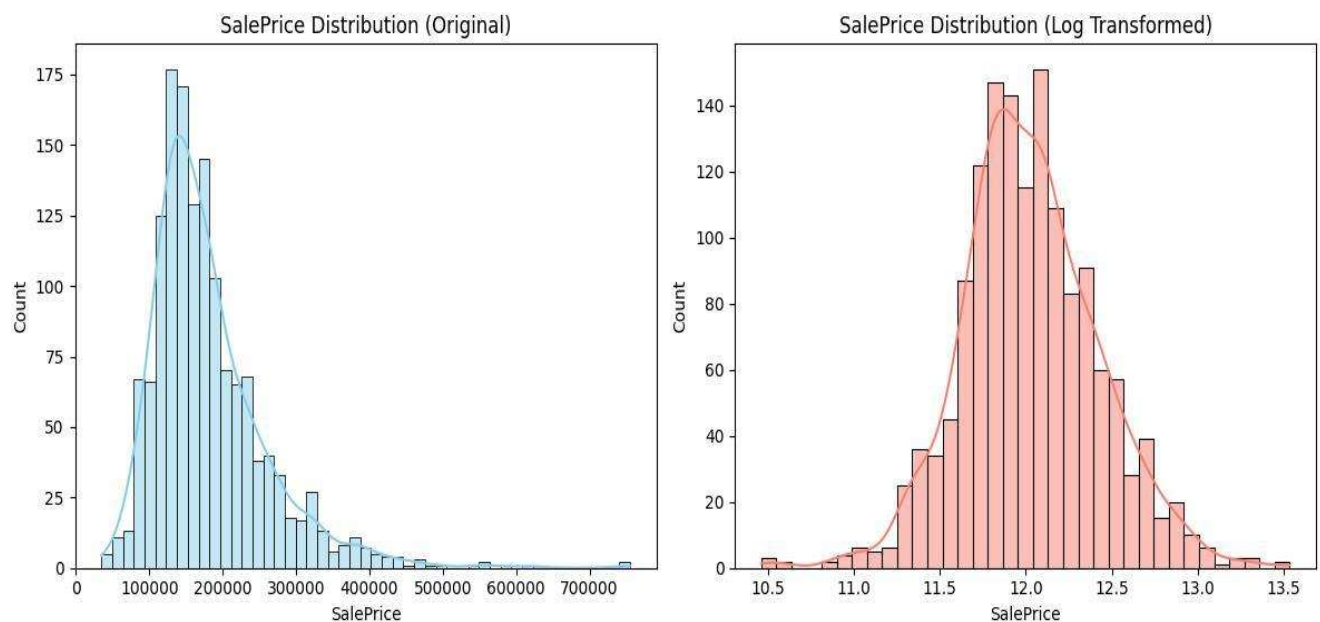 SalePrice Distribution (Original)
175
150
125
100
75
50
25
0
Count
0 100000 200000 300000 400000 500000 600000 700000
SalePrice
SalePrice Distribution (Log Transformed)
140
120
100
80
60
40
20
0
Count
10.5 11.0 11.5 12.0 12.5 13.0 13.5
SalePrice